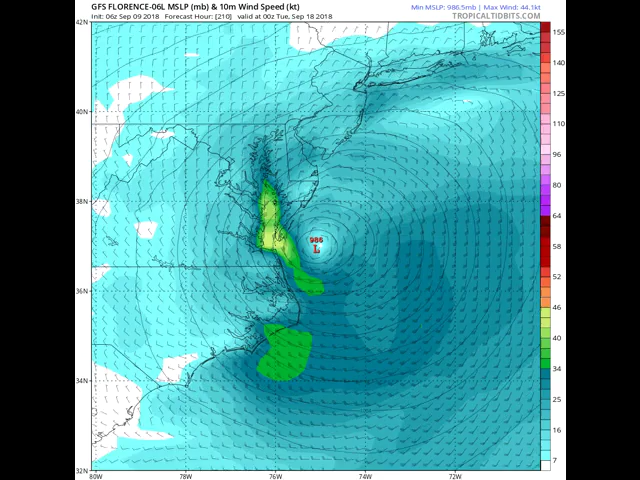 GFS FLORENCE-06L MSLP (mb) & 10m Wind Speed (kt)
Min MSLP: 986.5mb | Max Wind: 44.1kt
Init: 06z Sep 09 2018 Forecast Hour: [210] valid at 00z Tue, Sep 18 2018
TROPICALTIDBITS.COM
42N
40N
38N
36N
34N
32N
80W
78W
76W
74W
72W
986
L
155
140
125
110
96
80
64
58
52
46
40
34
25
16
7